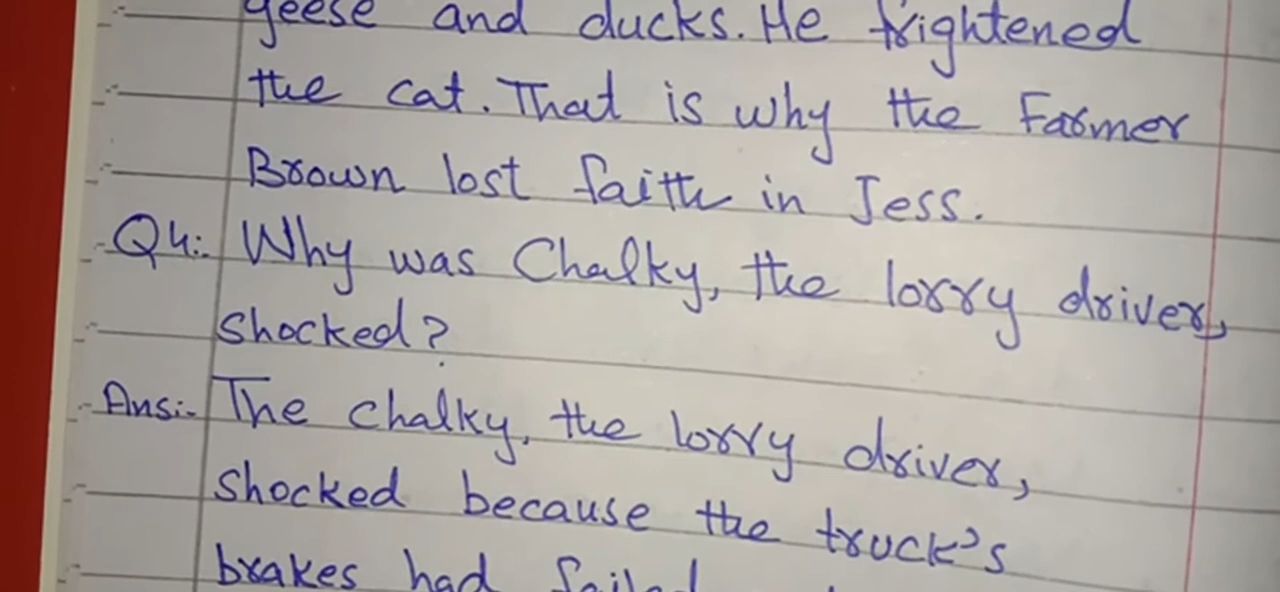 geese and ducks. He frightened
the cat. That is why the Farmer
Brown lost faith in Jess.
Q4:- Why was Chalky, the lorry driver,
shocked?
Ans:- The Chalky, the lorry driver,
shocked because the truck's
brakes had failed